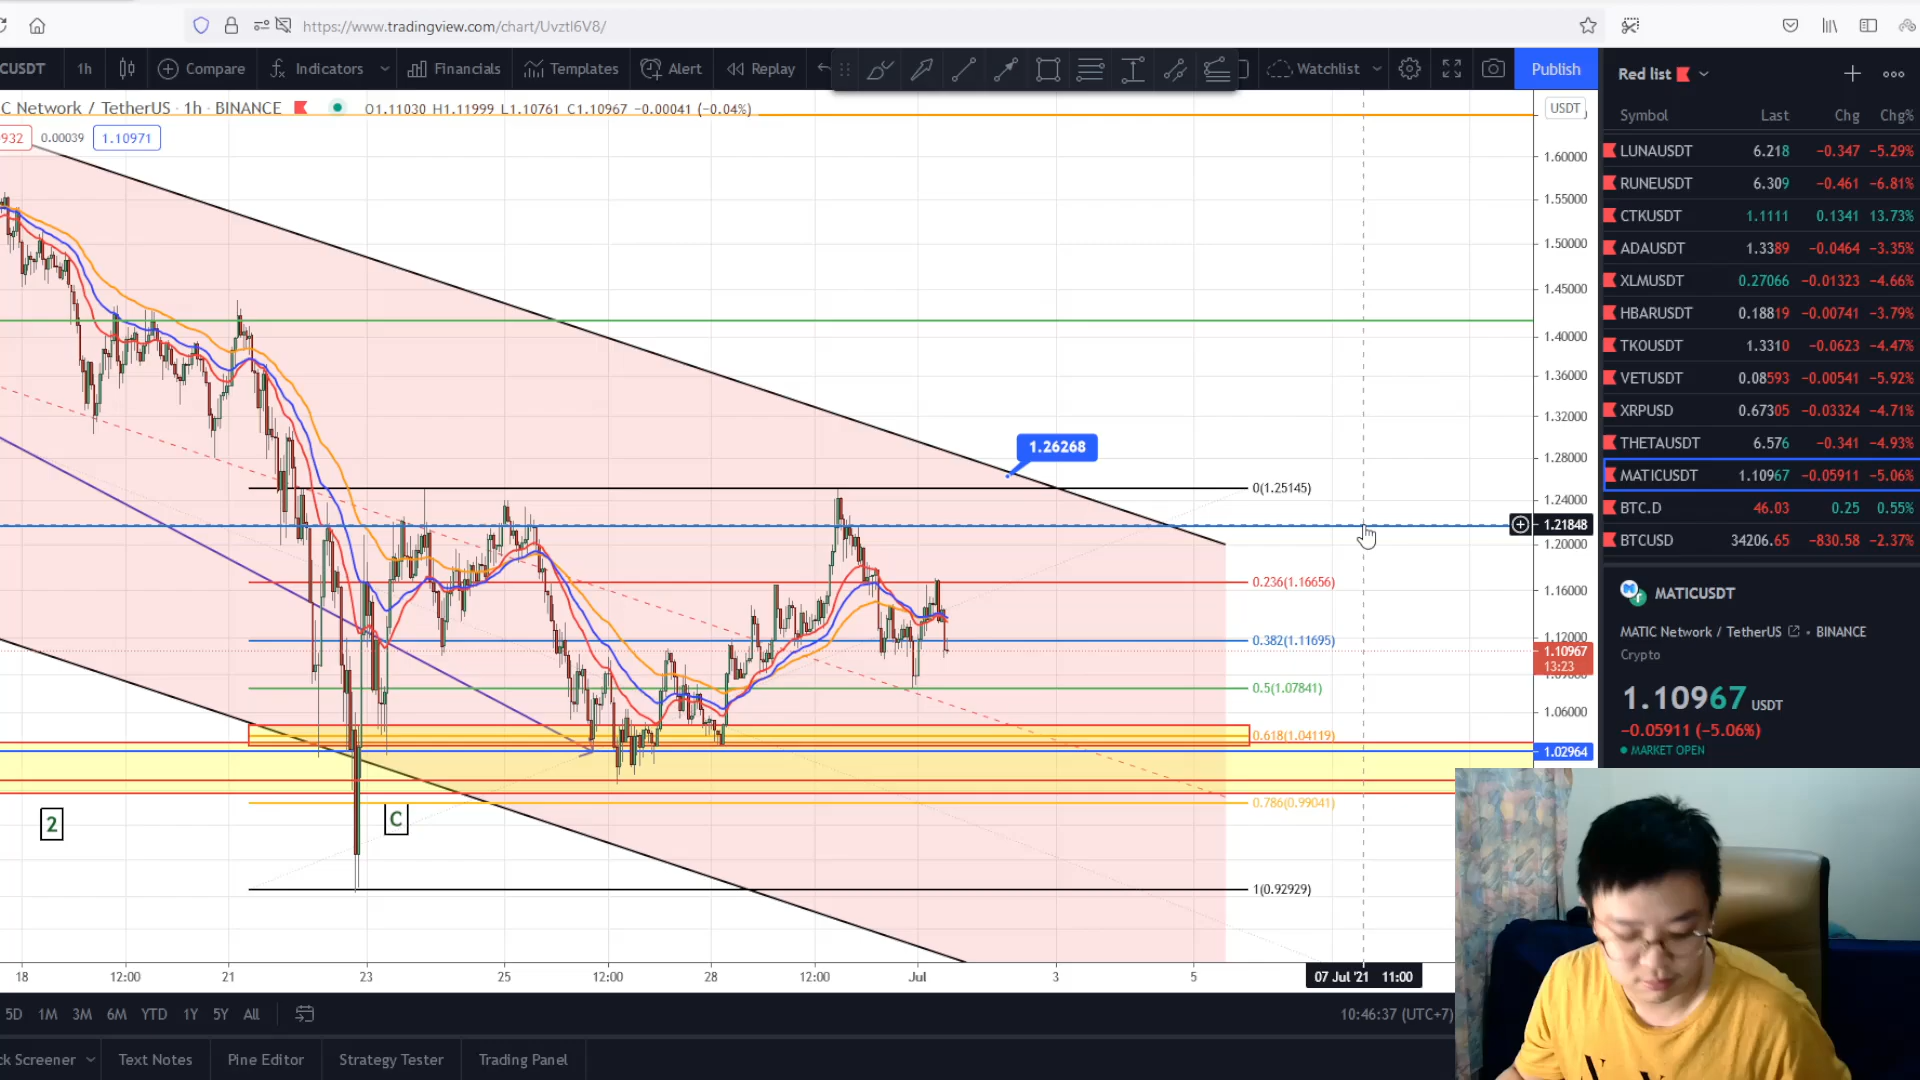 https://www.tradingview.com/chart/UvztI6V8/
CUSDT 1h Compare Indicators Financials Templates Alert Replay Watchlist Publish
C Network / TetherUS · 1h · BINANCE O1.11030 H1.11999 L1.10761 C1.10967 −0.00041 (−0.04%)
932 0.00039 1.10971
USDT
1.60000
1.55000
1.50000
1.45000
1.40000
1.36000
1.32000
1.28000
1.24000
1.21848
1.20000
1.16000
1.12000
1.10967
13:23
1.06000
1.02964
1.26268
0(1.25145)
0.236(1.16656)
0.382(1.11695)
0.5(1.07841)
0.618(1.04119)
0.786(0.99041)
1(0.92929)
2
C
18 12:00 21 23 25 12:00 28 12:00 Jul 3 5 07 Jul '21 11:00
5D 1M 3M 6M YTD 1Y 5Y All 10:46:37 (UTC+7)
ck Screener Text Notes Pine Editor Strategy Tester Trading Panel
Red list
Symbol Last Chg Chg%
LUNAUSDT 6.218 −0.347 −5.29%
RUNEUSDT 6.309 −0.461 −6.81%
CTKUSDT 1.1111 0.1341 13.73%
ADAUSDT 1.3389 −0.0464 −3.35%
XLMUSDT 0.27066 −0.01323 −4.66%
HBARUSDT 0.18819 −0.00741 −3.79%
TKOUSDT 1.3310 −0.0623 −4.47%
VETUSDT 0.08593 −0.00541 −5.92%
XRPUSD 0.67305 −0.03324 −4.71%
THETAUSDT 6.576 −0.341 −4.93%
MATICUSDT 1.10967 −0.05911 −5.06%
BTC.D 46.03 0.25 0.55%
BTCUSD 34206.65 −830.58 −2.37%
MATICUSDT
MATIC Network / TetherUS • BINANCE
Crypto
1.10967 USDT
−0.05911 (−5.06%)
MARKET OPEN